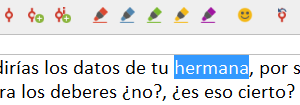 dirías los datos de tu hermana, por s
ra los deberes ¿no?, ¿es eso cierto?